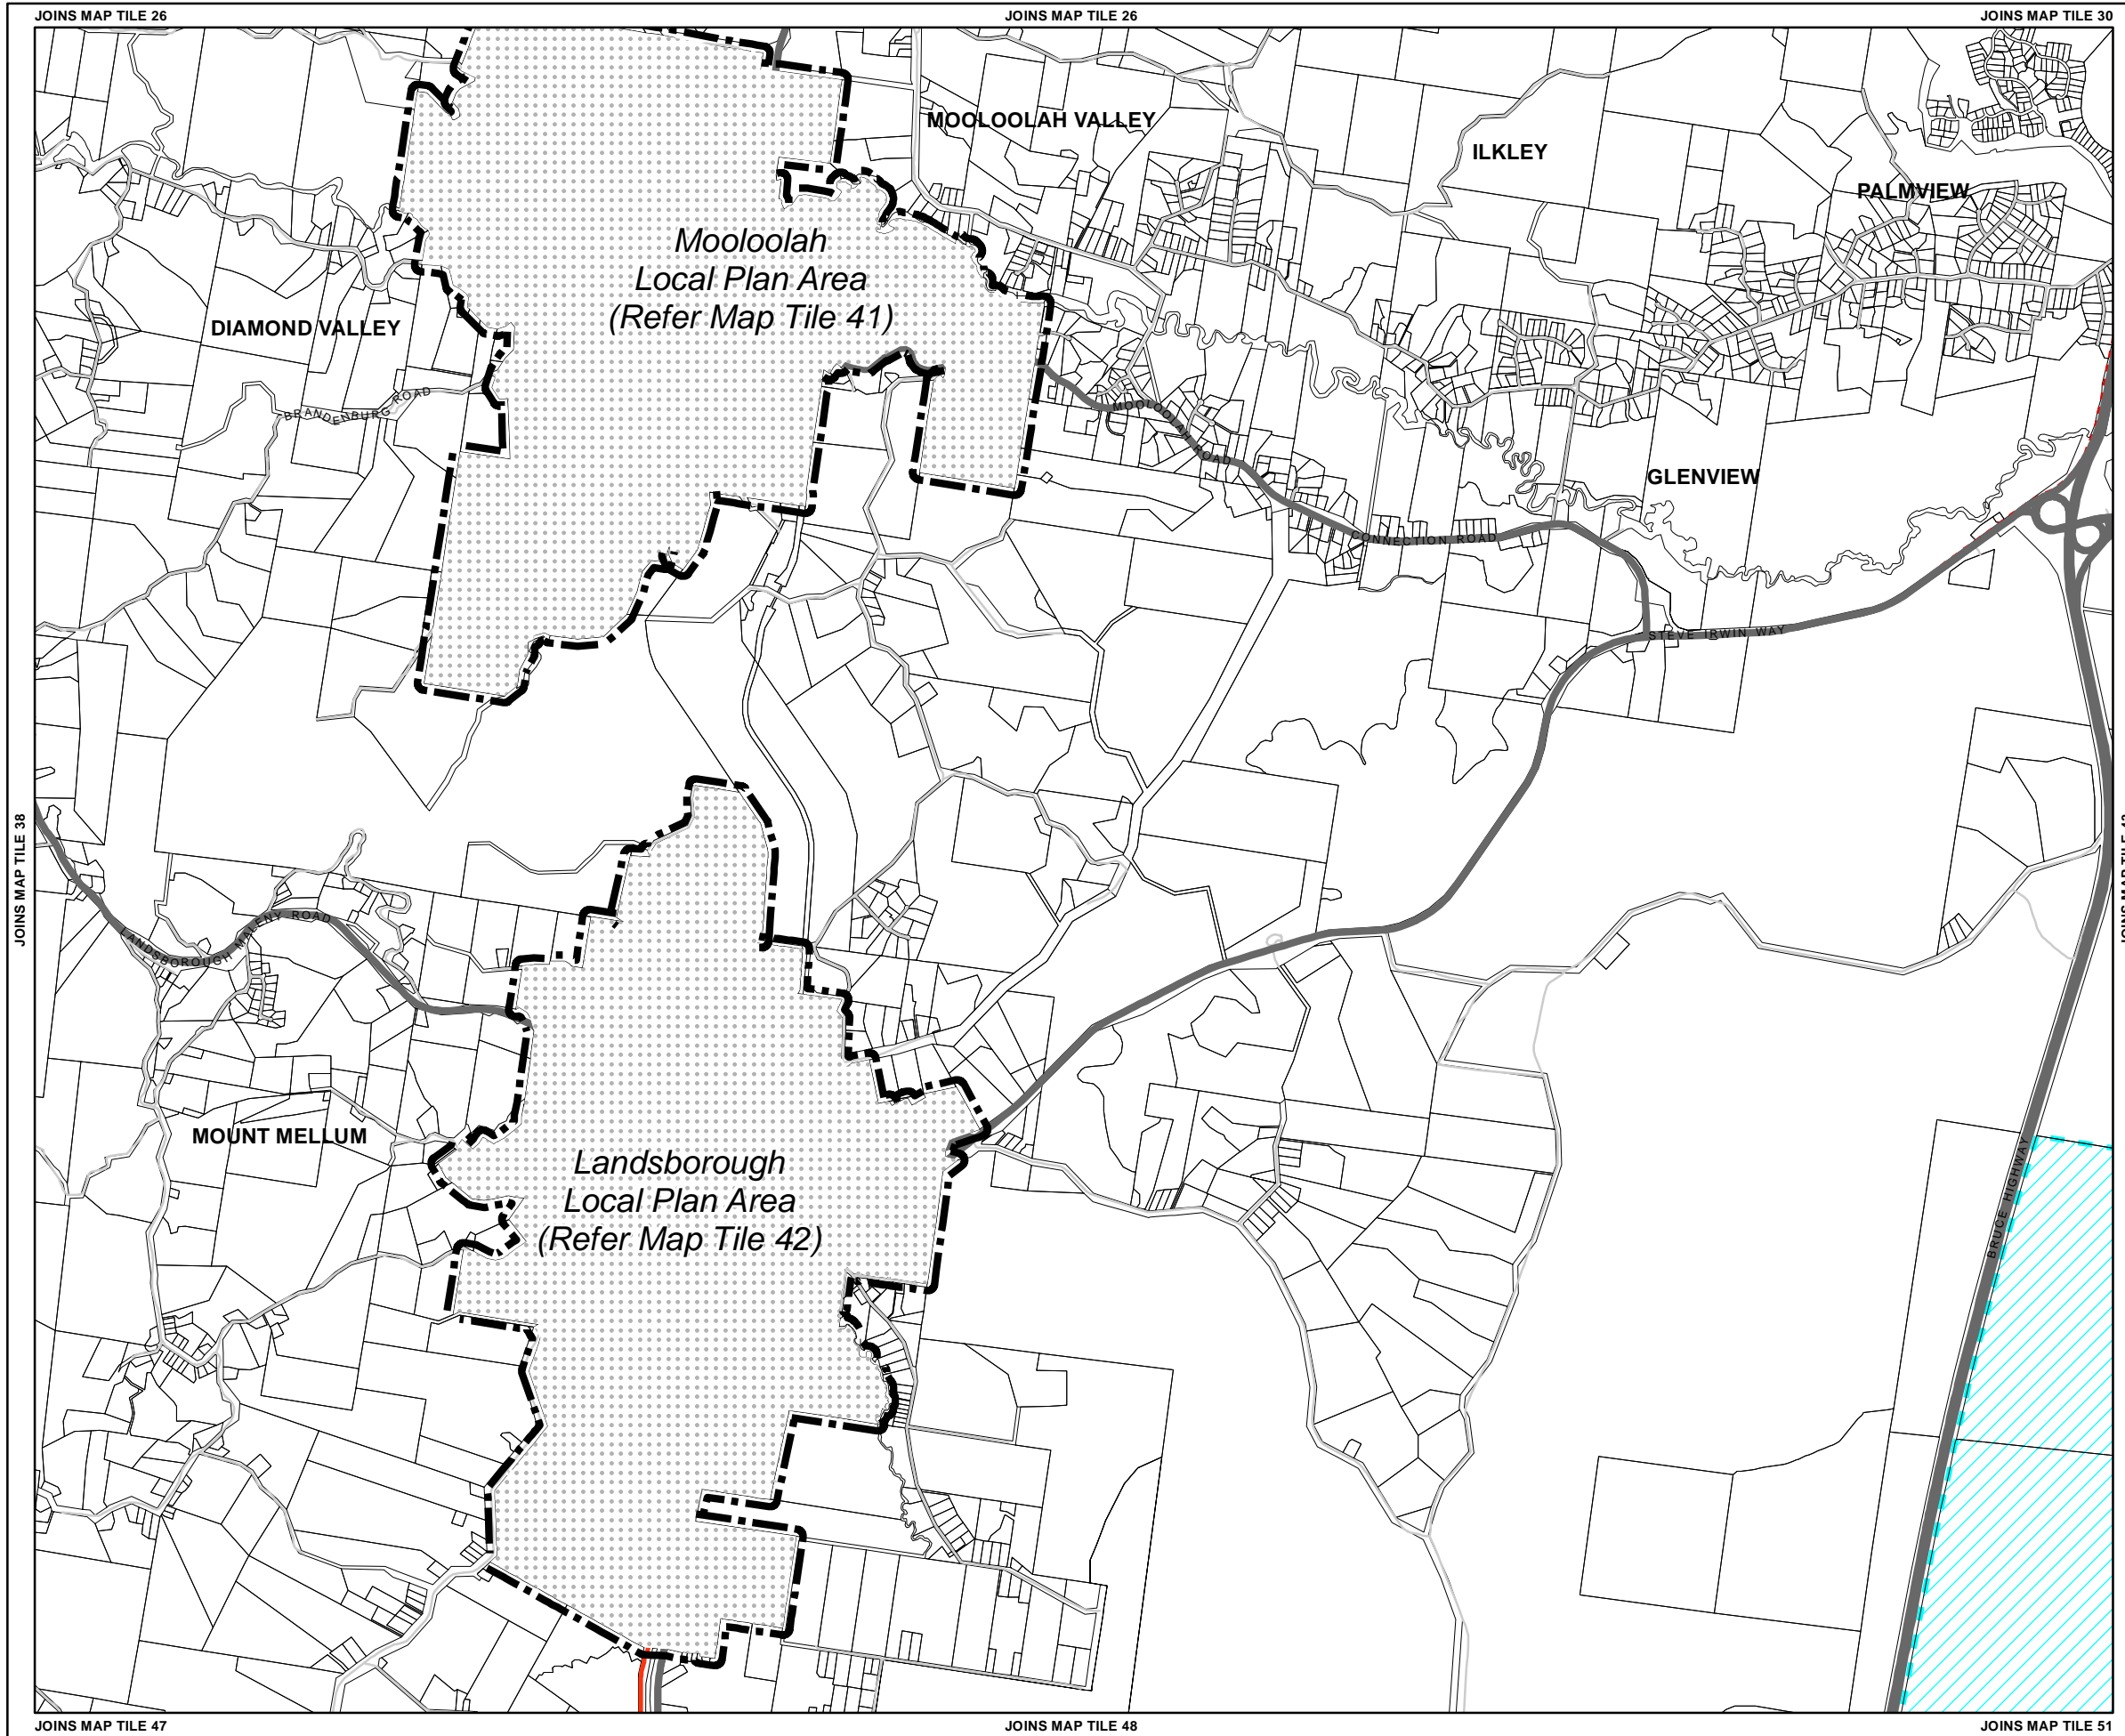 JOINS MAP TILE 26
JOINS MAP TILE 26
JOINS MAP TILE 30
MOOLOOLAH VALLEY
ILKLEY
PALMVIEW
Mooloolah
Local Plan Area
(Refer Map Tile 41)
DIAMOND VALLEY
BRANDENBURG ROAD
MOOLOOLAH ROAD
GLENVIEW
CONNECTION ROAD
STEVE IRWIN WAY
JOINS MAP TILE 38
LANDSBOROUGH MALENY ROAD
MOUNT MELLUM
Landsborough
Local Plan Area
(Refer Map Tile 42)
BRUCE HIGHWAY
JOINS MAP TILE 47
JOINS MAP TILE 48
JOINS MAP TILE 51